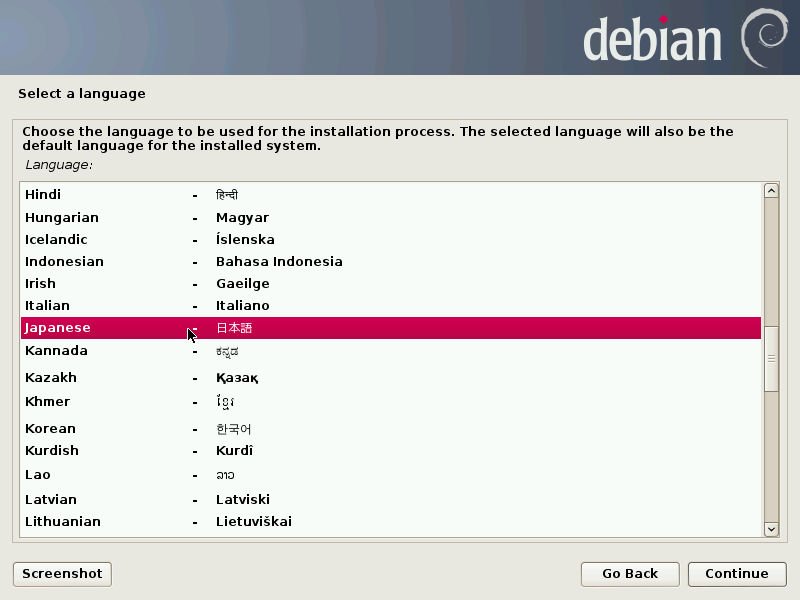 debian
Select a language
Choose the language to be used for the installation process. The selected language will also be the
default language for the installed system.
Language:
Hindi - हिन्दी
Hungarian - Magyar
Icelandic - Íslenska
Indonesian - Bahasa Indonesia
Irish - Gaeilge
Italian - Italiano
Japanese - 日本語
Kannada - ಕನ್ನಡ
Kazakh - Қазақ
Khmer - ខ្មែរ
Korean - 한국어
Kurdish - Kurdî
Lao - ລາວ
Latvian - Latviski
Lithuanian - Lietuviškai
Screenshot Go Back Continue